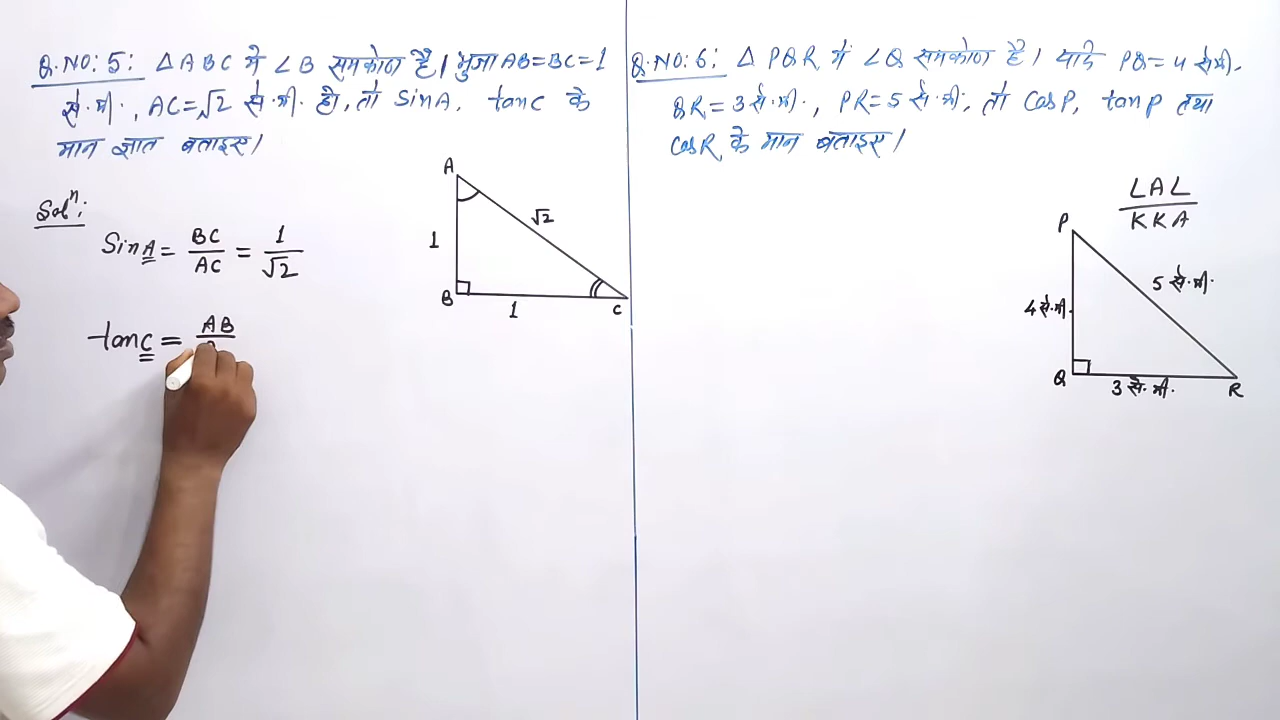 Q.NO:5: △ABC में ∠B समकोण है। भुजा AB=BC=1
से.मी., AC=√2 से.मी. हो, तो SinA, tanC के
मान ज्ञात बताइए।
Solⁿ:
SinA = BC/AC = 1/√2
tanC = AB
A
√2
1
B
1
C
Q.NO:6: △PQR में ∠Q समकोण है। यदि PQ=4 से.मी.
QR=3 से.मी., PR=5 से.मी., तो CosP, tanP तथा
CosR के मान बताइए।
LAL/KKA
P
5 से.मी.
4 से.मी.
Q
3 से.मी.
R